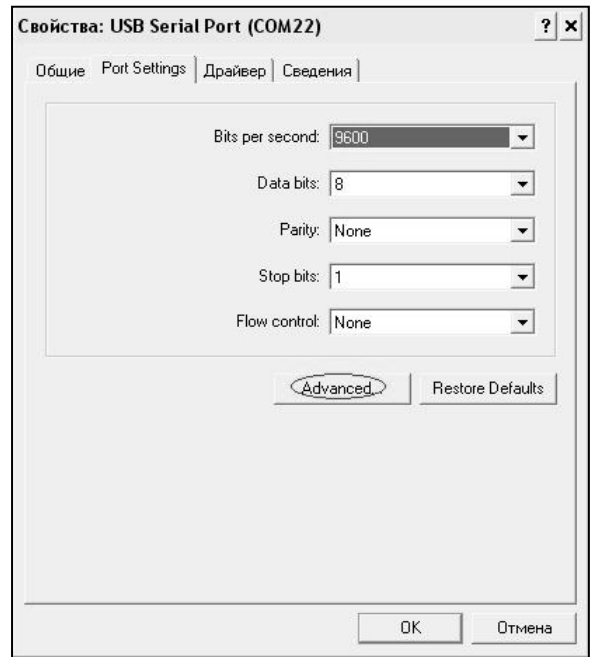 Свойства: USB Serial Port (COM22)
Общие Port Settings Драйвер Сведения
Bits per second: 9600
Data bits: 8
Parity: None
Stop bits: 1
Flow control: None
Advanced... Restore Defaults
OK Отмена